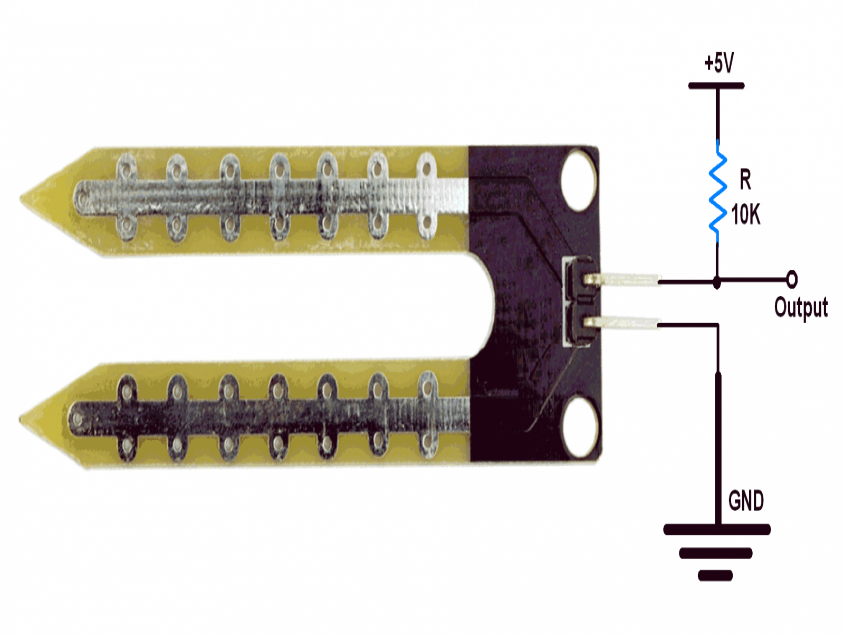 +5V
R
10K
Output
GND